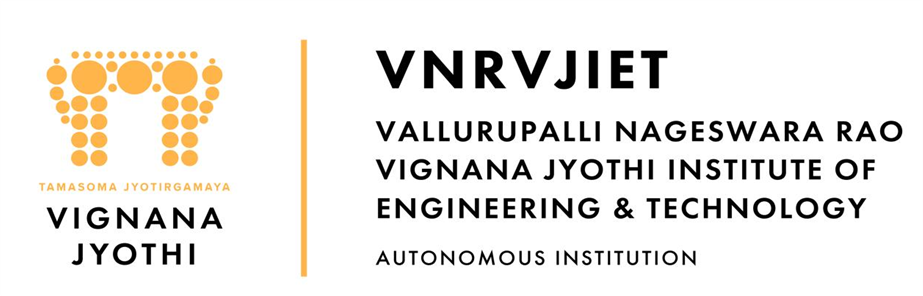 TAMASOMA JYOTIRGAMAYA
VIGNANA
JYOTHI
VNRVJIET
VALLURUPALLI NAGESWARA RAO
VIGNANA JYOTHI INSTITUTE OF
ENGINEERING & TECHNOLOGY
AUTONOMOUS INSTITUTION